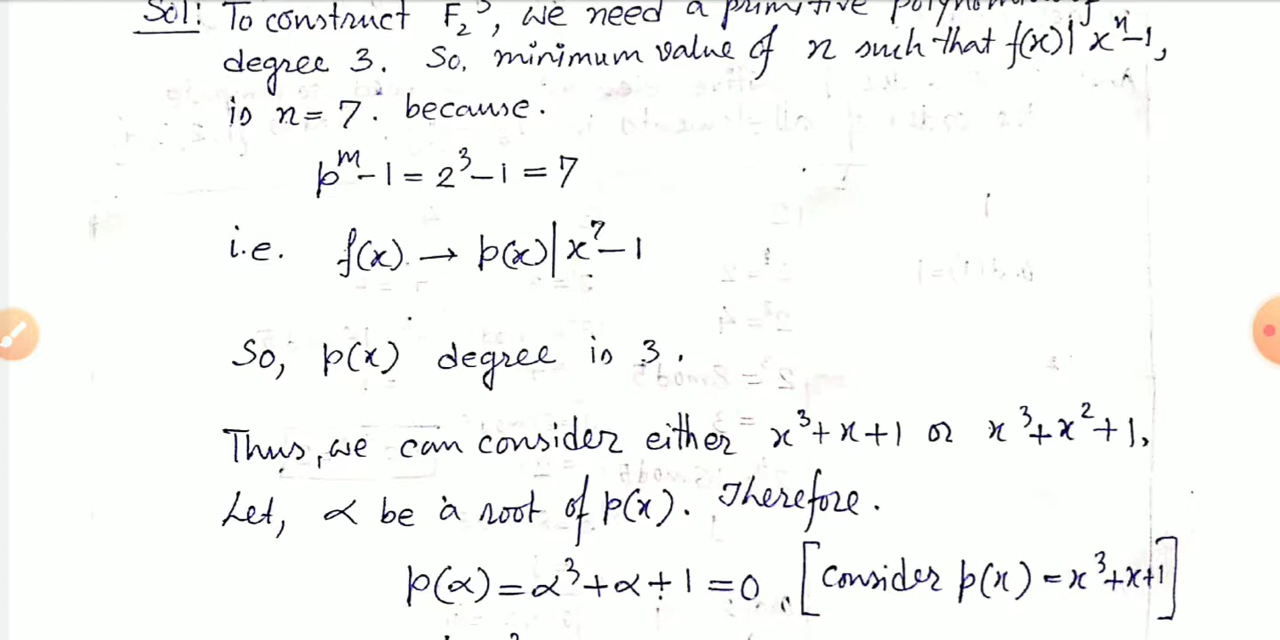 Sol: To construct F₂³, we need a primitive polynomial of
degree 3. So, minimum value of n such that f(x)|xⁿ-1,
is n= 7. because.
pᵐ-1 = 2³-1 = 7
i.e. f(x) → p(x)|x⁷-1
So, p(x) degree is 3.
Thus, we can consider either x³+x+1 or x³+x²+1.
Let, α be a root of p(x). Therefore.
p(α) = α³+α+1 = 0. [consider p(x) = x³+x+1]